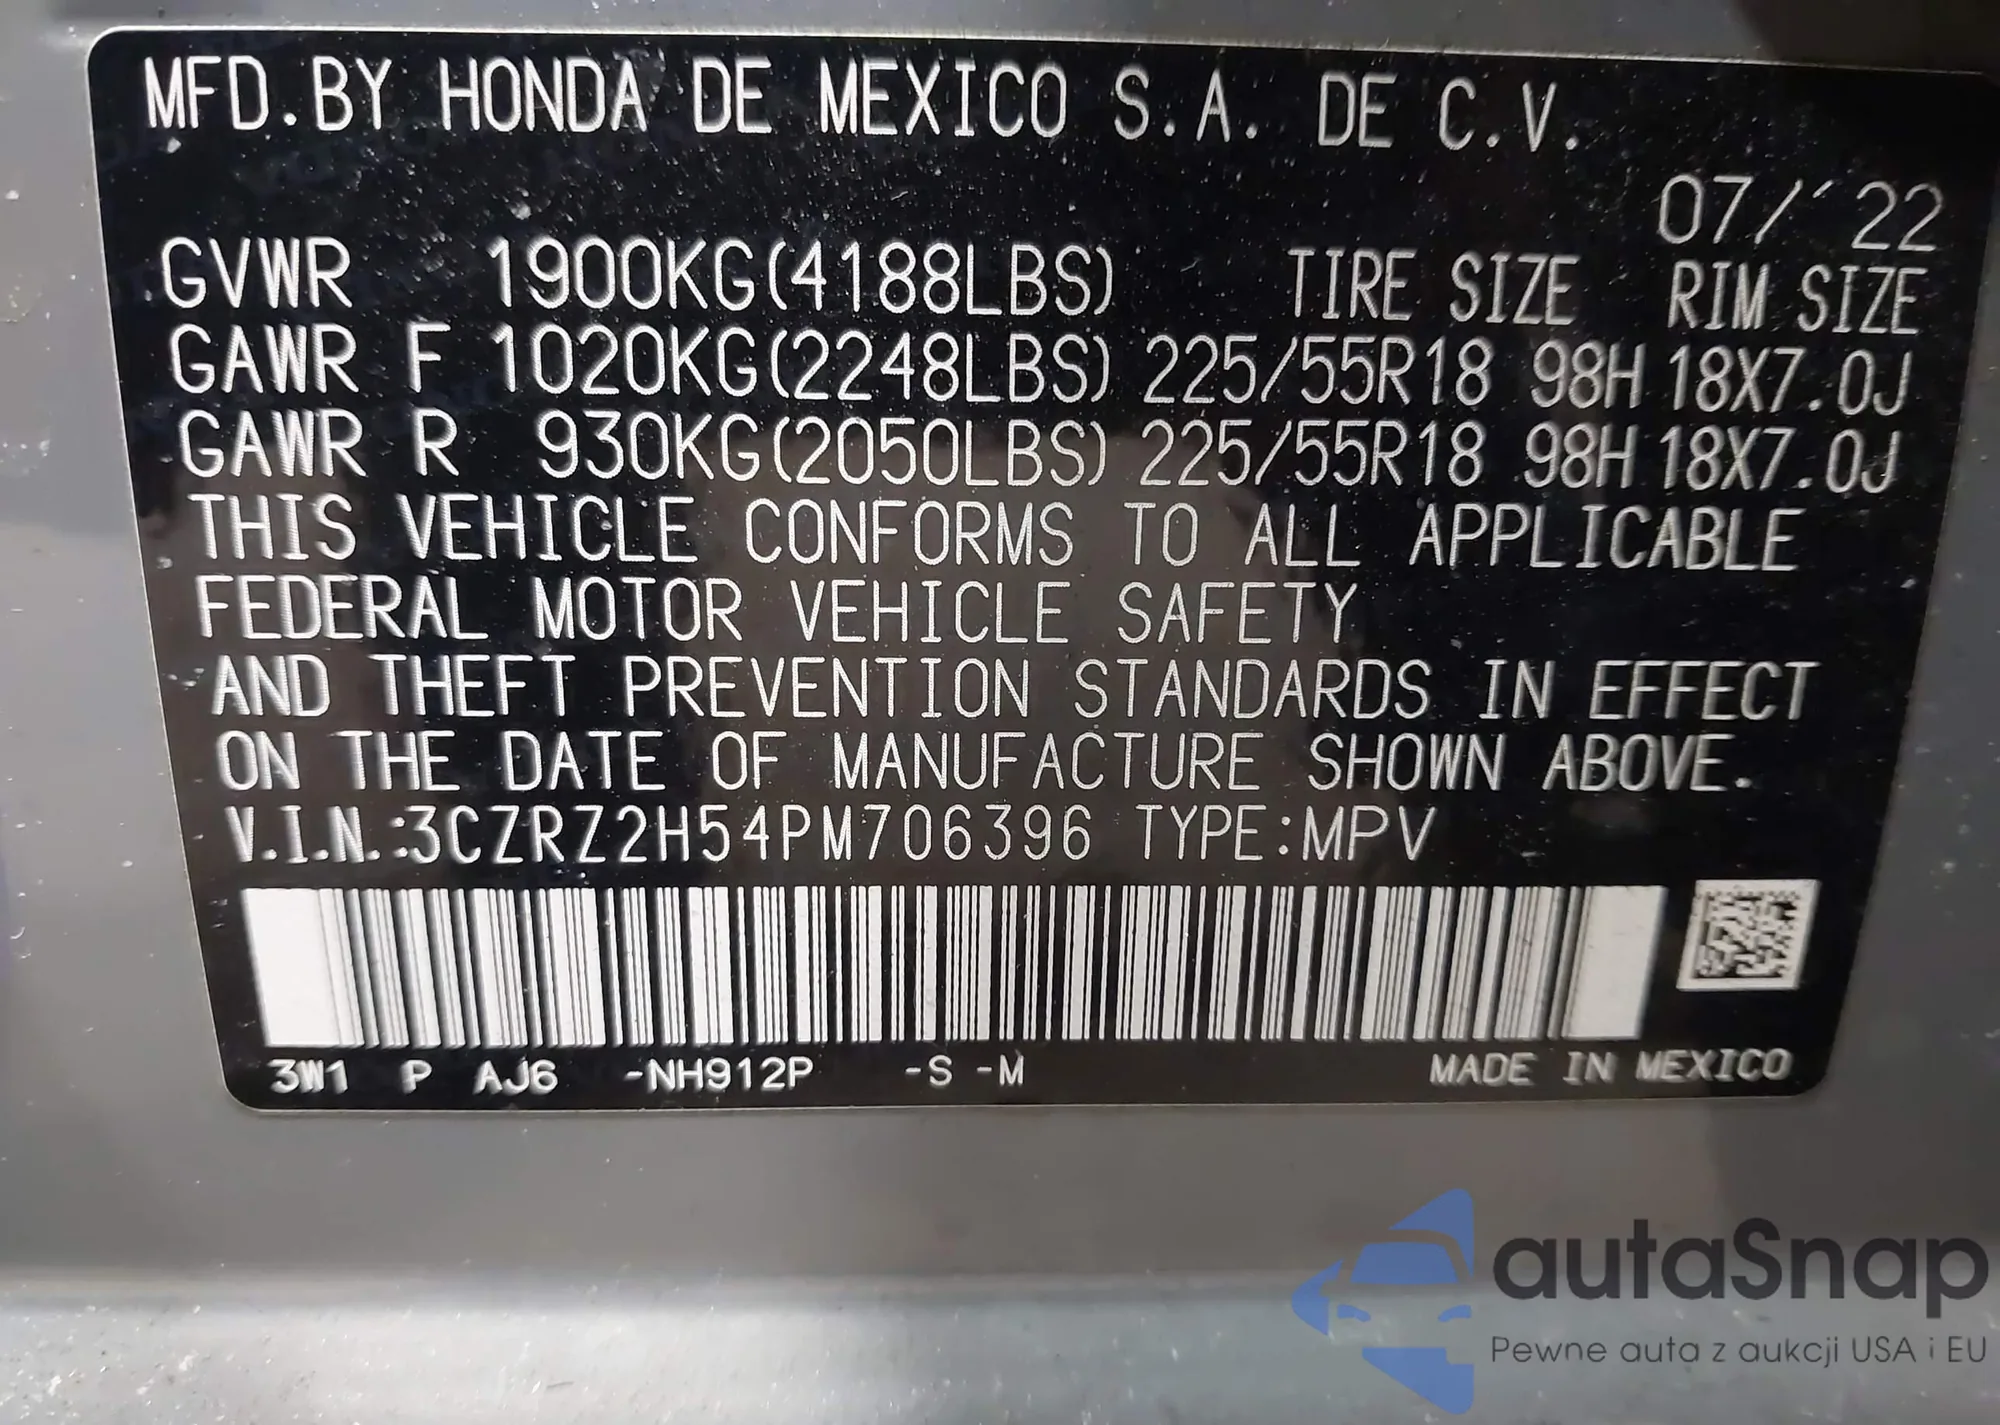 MFD.BY HONDA DE MEXICO S.A. DE C.V.
07/'22
GVWR 1900KG(4188LBS) TIRE SIZE RIM SIZE
GAWR F 1020KG(2248LBS) 225/55R18 98H 18X7.0J
GAWR R 930KG(2050LBS) 225/55R18 98H 18X7.0J
THIS VEHICLE CONFORMS TO ALL APPLICABLE
FEDERAL MOTOR VEHICLE SAFETY
AND THEFT PREVENTION STANDARDS IN EFFECT
ON THE DATE OF MANUFACTURE SHOWN ABOVE.
V.I.N.:3CZRZ2H54PM706396 TYPE:MPV
3W1 P AJ6 -NH912P -S -M MADE IN MEXICO
autaSnap
Pewne auta z aukcji USA i EU